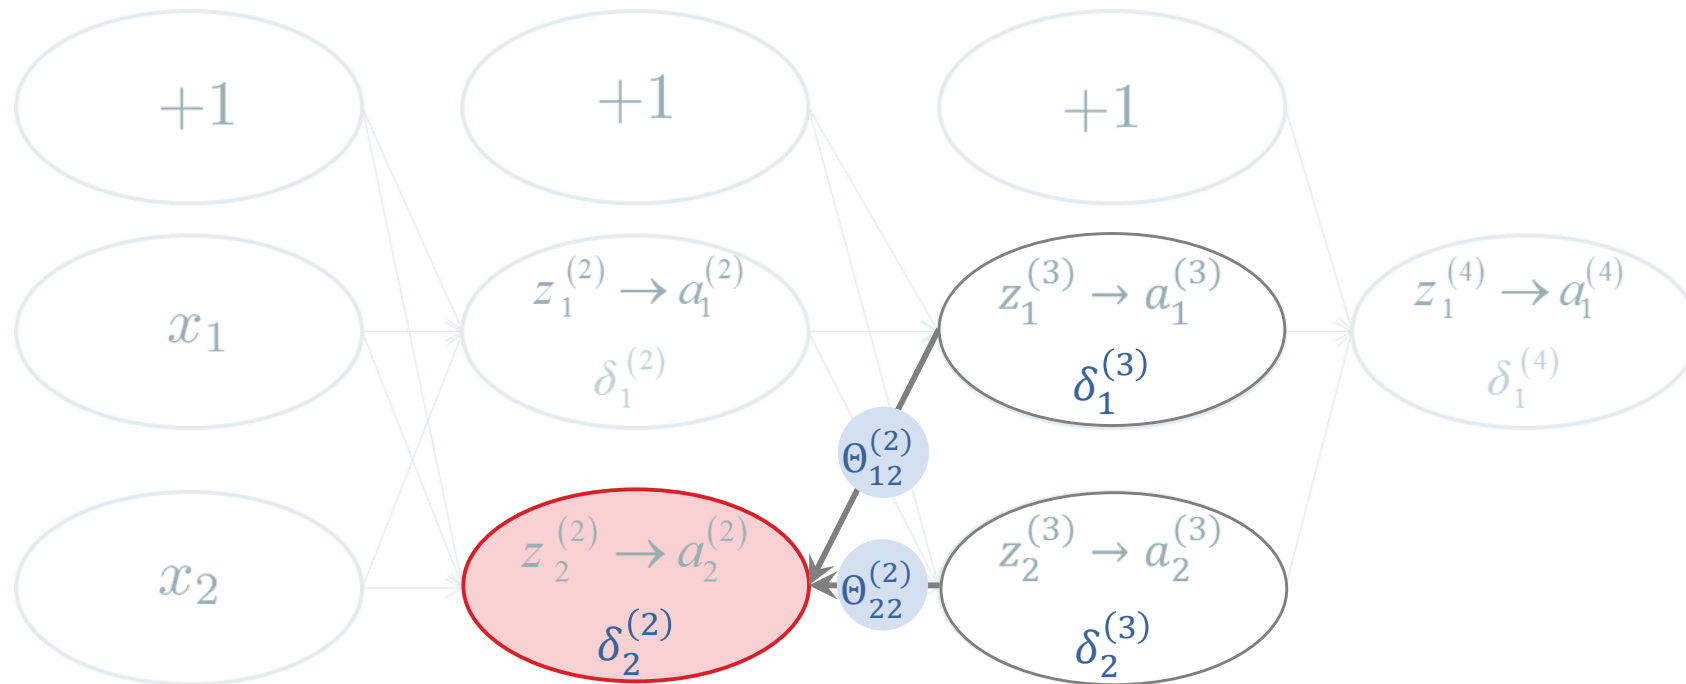 +1 +1 +1
x₁ z₁⁽²⁾ → a₁⁽²⁾ z₁⁽³⁾ → a₁⁽³⁾ z₁⁽⁴⁾ → a₁⁽⁴⁾
δ₁⁽²⁾ δ₁⁽³⁾ δ₁⁽⁴⁾
Θ₁₂⁽²⁾
x₂ z₂⁽²⁾ → a₂⁽²⁾ Θ₂₂⁽²⁾ z₂⁽³⁾ → a₂⁽³⁾
δ₂⁽²⁾ δ₂⁽³⁾